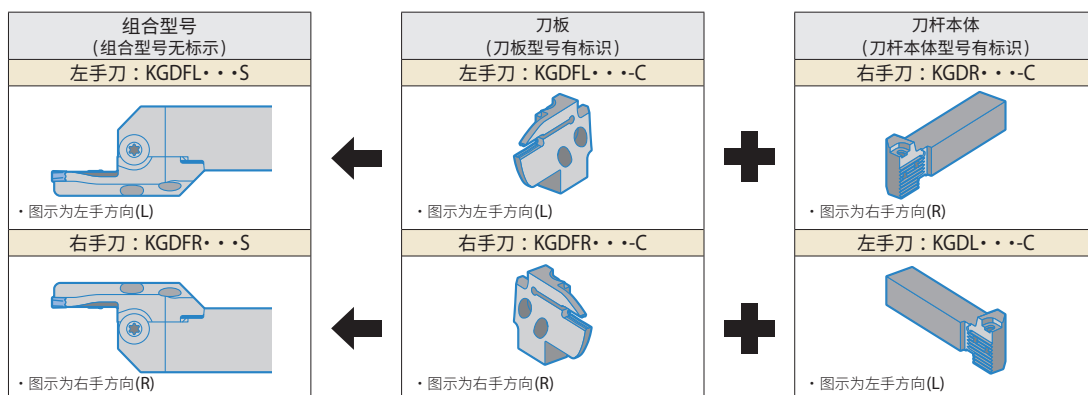 组合型号
(组合型号无标示)
左手刀：KGDFL・・・S
・图示为左手方向(L)
右手刀：KGDFR・・・S
・图示为右手方向(R)
刀板
(刀板型号有标识)
左手刀：KGDFL・・・-C
・图示为左手方向(L)
右手刀：KGDFR・・・-C
・图示为右手方向(R)
刀杆本体
(刀杆本体型号有标识)
右手刀：KGDR・・・-C
・图示为右手方向(R)
左手刀：KGDL・・・-C
・图示为左手方向(L)